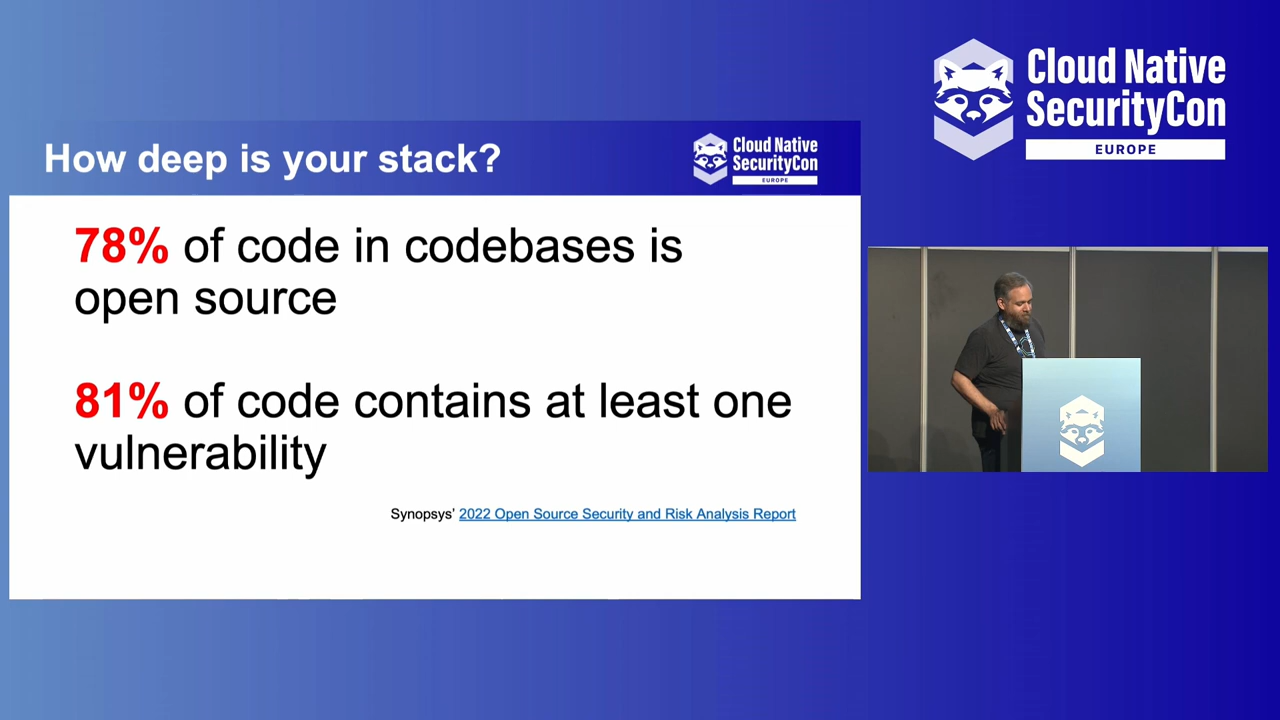 How deep is your stack?
Cloud Native
SecurityCon
EUROPE
78% of code in codebases is
open source
81% of code contains at least one
vulnerability
Synopsys' 2022 Open Source Security and Risk Analysis Report
Cloud Native
SecurityCon
EUROPE